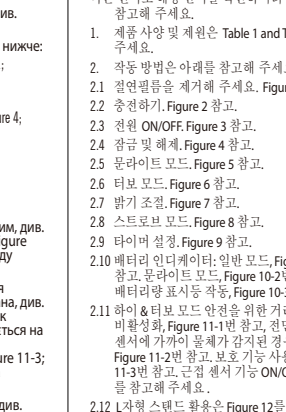 ив.
нижче:
;
ure 4;
им, див.
igure
ду
я
на, див.
к
ється на
ure 11-3;
див.
참고해 주세요.
1. 제품 사양 및 제원은 Table 1 and T
주세요.
2. 작동 방법은 아래를 참고해 주세
2.1 절연필름을 제거해 주세요. Figur
2.2 충전하기. Figure 2 참고.
2.3 전원 ON/OFF. Figure 3 참고.
2.4 잠금 및 해제. Figure 4 참고.
2.5 문라이트 모드. Figure 5 참고.
2.6 터보 모드. Figure 6 참고.
2.7 밝기 조절. Figure 7 참고.
2.8 스트로브 모드. Figure 8 참고.
2.9 타이머 설정. Figure 9 참고.
2.10 배터리 인디케이터: 일반 모드, Fig
참고. 문라이트 모드, Figure 10-2번
배터리량 표시등 작동, Figure 10-3
2.11 하이 & 터보 모드 안전을 위한 거리
비활성화, Figure 11-1번 참고, 전면
센서에 가까이 물체가 감지된 경우
Figure 11-2번 참고. 보호 기능 사용
11-3번 참고. 근접 센서 기능 ON/O
를 참고해 주세요 .
2.12 L자형 스탠드 활용은 Figure 12를